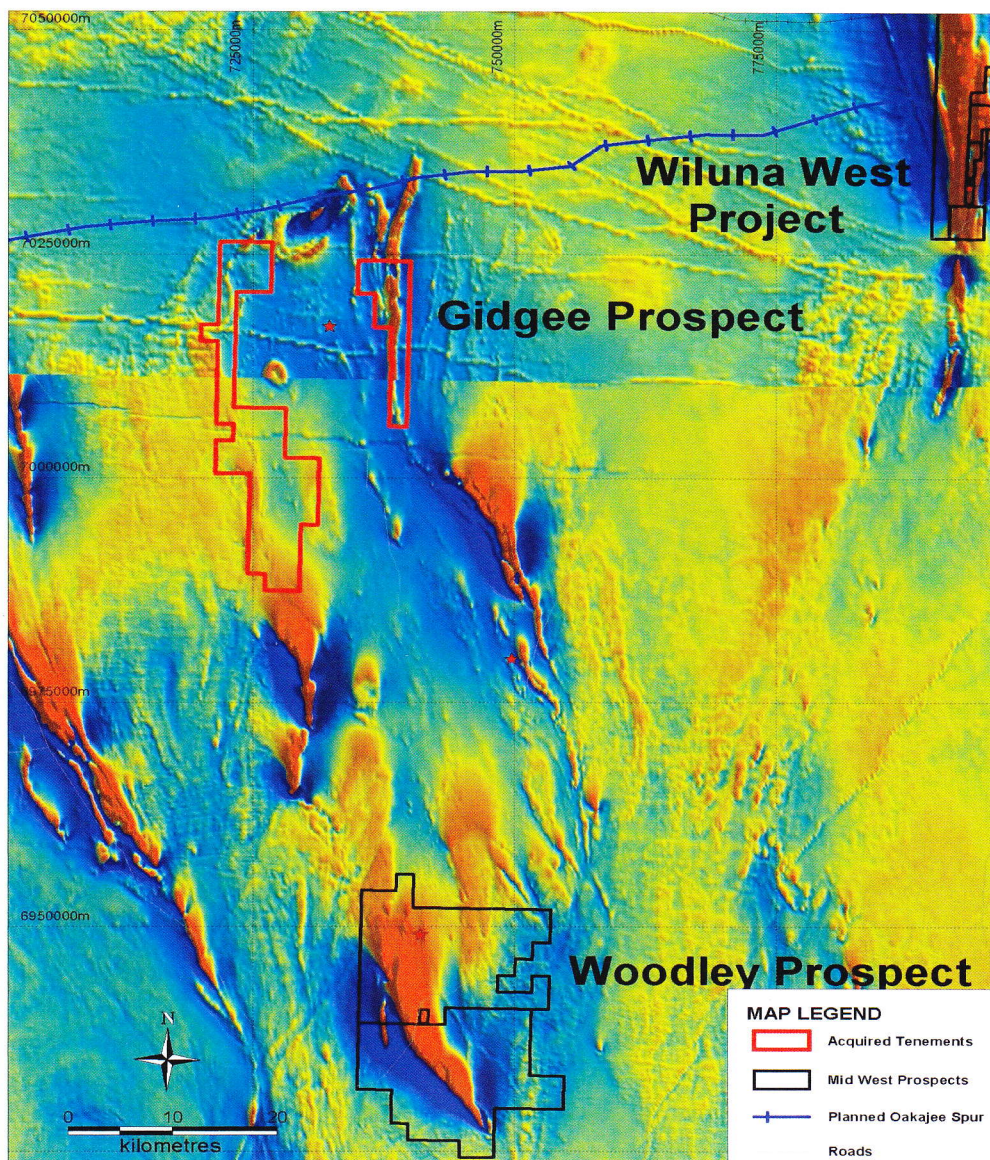 7050000m
725000m
750000m
775000m
Wiluna West
Project
7025000m
Gidgee Prospect
7000000m
6975000m
6950000m
Woodley Prospect
N
0 10 20
kilometres
MAP LEGEND
Acquired Tenements
Mid West Prospects
Planned Oakajee Spur
Roads